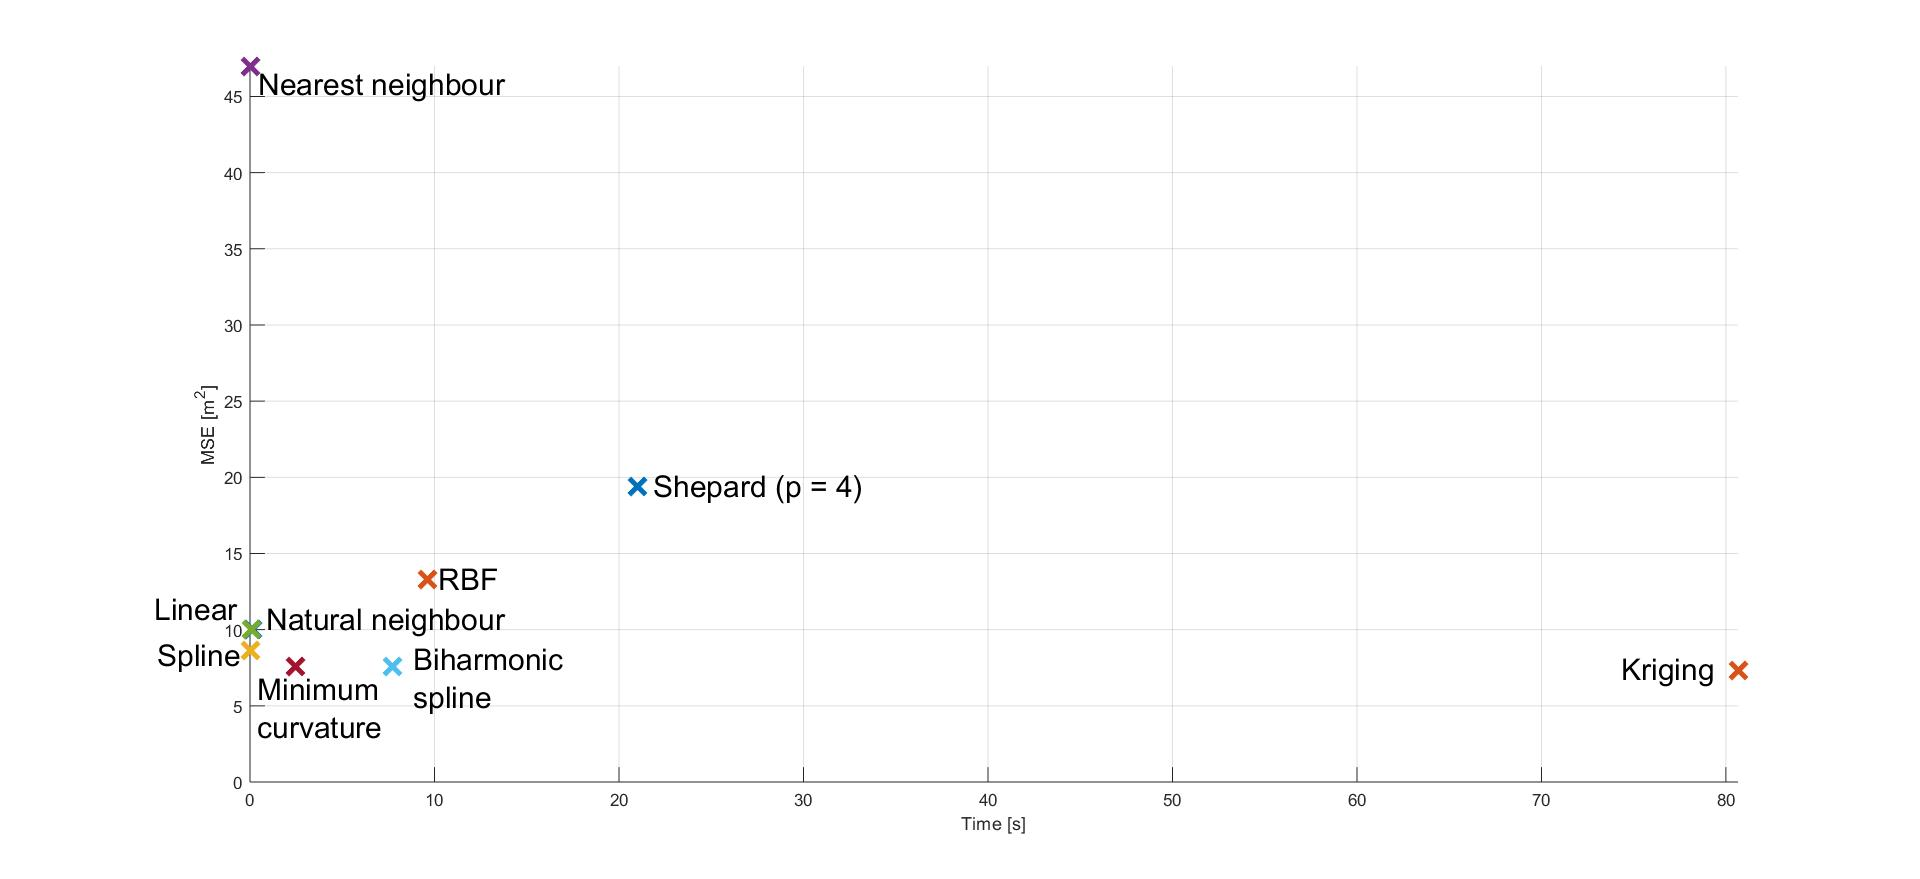 Nearest neighbour
45
40
35
30
25
20
15
10
5
0
MSE [m²]
Shepard (p = 4)
RBF
Linear
Natural neighbour
Spline
Biharmonic
spline
Minimum
curvature
Kriging
0 10 20 30 40 50 60 70 80
Time [s]